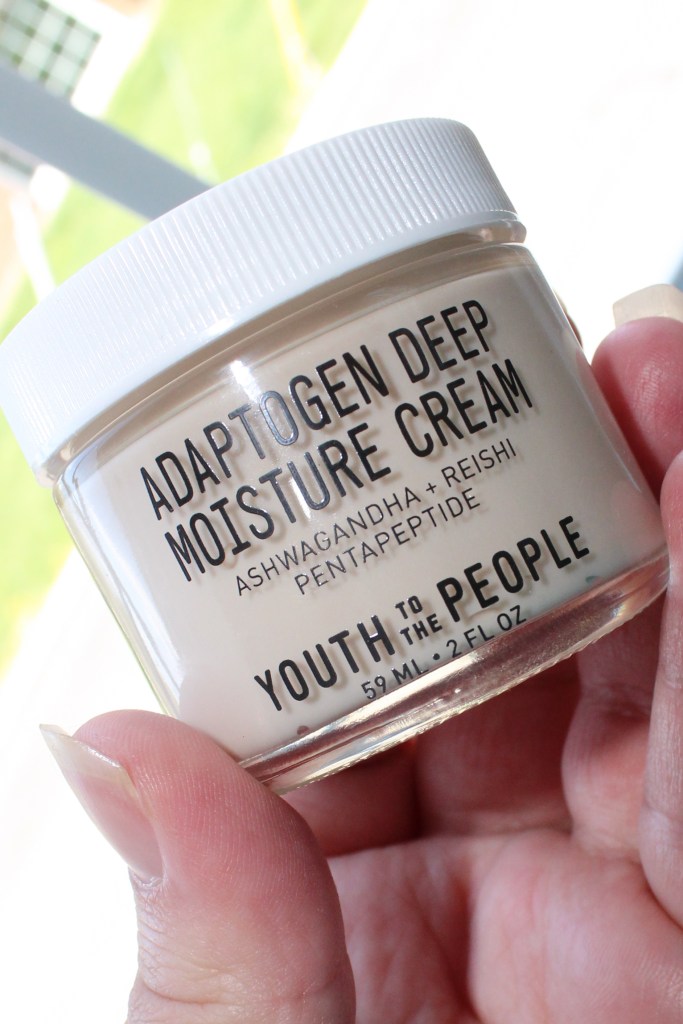 ADAPTOGEN DEEP
MOISTURE CREAM
ASHWAGANDHA + REISHI
PENTAPEPTIDE
YOUTH TO THE PEOPLE
59 ML • 2 FL OZ